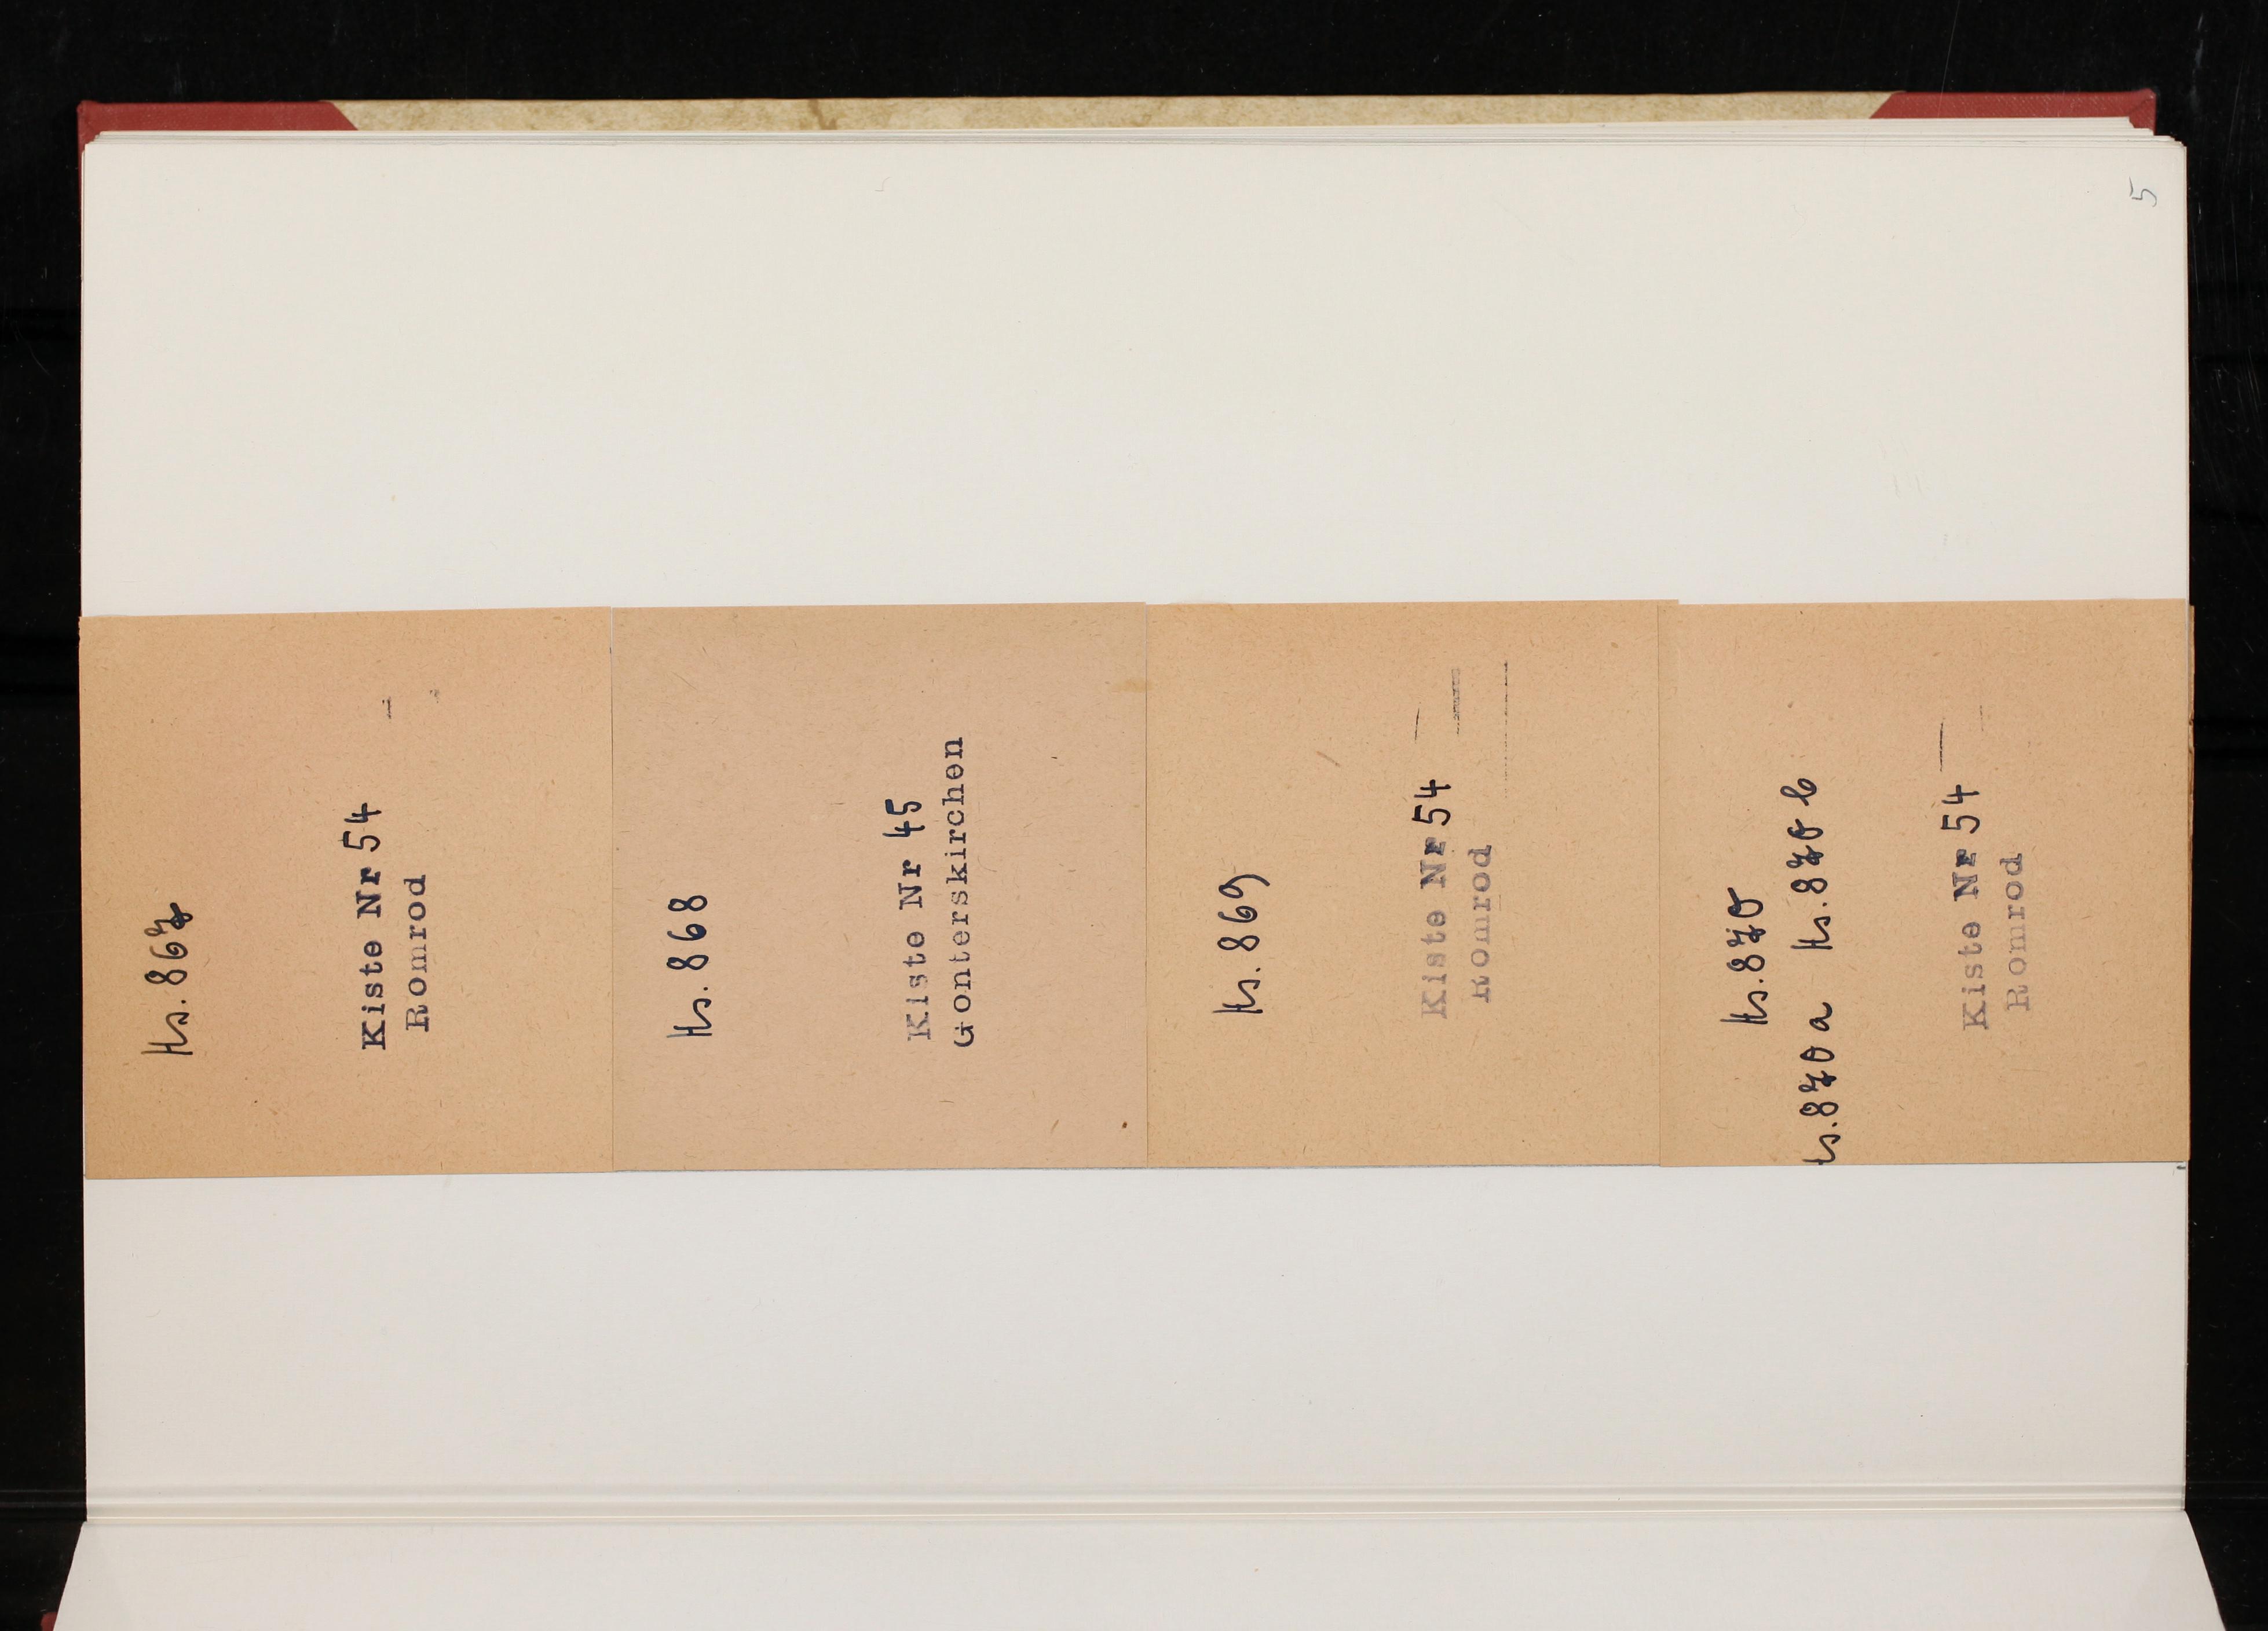 5
Hs. 867
Kiste Nr 54
Romrod
Hs. 868
Kiste Nr 45
Gonterskirchen
Hs. 869
Kiste Nr 54
Romrod
Hs. 870
s. 870 a Hs. 870 b
Kiste Nr 54
Romrod